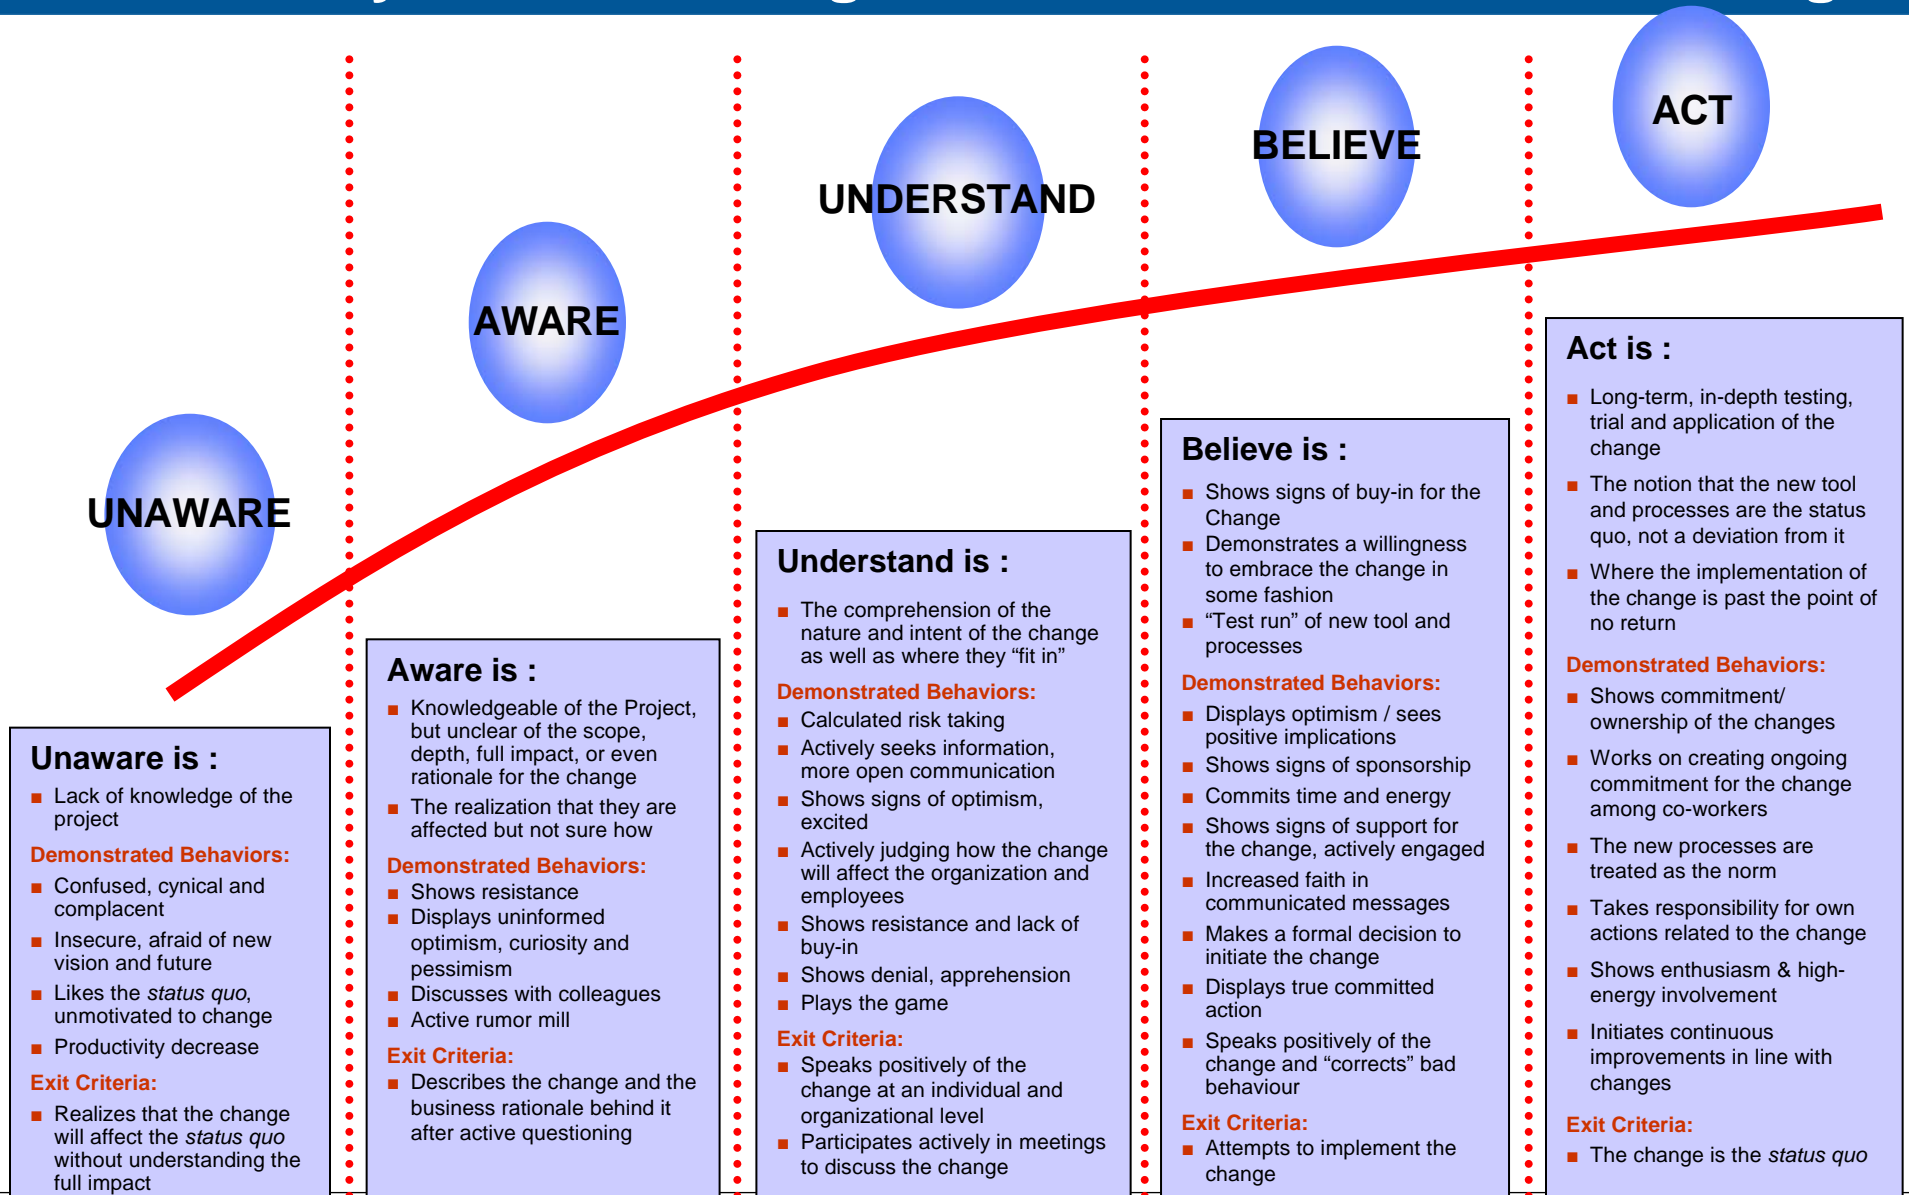 UNAWARE
AWARE
UNDERSTAND
BELIEVE
ACT
Unaware is :
■ Lack of knowledge of the
project
Demonstrated Behaviors:
■ Confused, cynical and
complacent
■ Insecure, afraid of new
vision and future
■ Likes the status quo,
unmotivated to change
■ Productivity decrease
Exit Criteria:
■ Realizes that the change
will affect the status quo
without understanding the
full impact
Aware is :
■ Knowledgeable of the Project,
but unclear of the scope,
depth, full impact, or even
rationale for the change
■ The realization that they are
affected but not sure how
Demonstrated Behaviors:
■ Shows resistance
■ Displays uninformed
optimism, curiosity and
pessimism
■ Discusses with colleagues
■ Active rumor mill
Exit Criteria:
■ Describes the change and the
business rationale behind it
after active questioning
Understand is :
■ The comprehension of the
nature and intent of the change
as well as where they “fit in”
Demonstrated Behaviors:
■ Calculated risk taking
■ Actively seeks information,
more open communication
■ Shows signs of optimism,
excited
■ Actively judging how the change
will affect the organization and
employees
■ Shows resistance and lack of
buy-in
■ Shows denial, apprehension
■ Plays the game
Exit Criteria:
■ Speaks positively of the
change at an individual and
organizational level
■ Participates actively in meetings
to discuss the change
Believe is :
■ Shows signs of buy-in for the
Change
■ Demonstrates a willingness
to embrace the change in
some fashion
■ “Test run” of new tool and
processes
Demonstrated Behaviors:
■ Displays optimism / sees
positive implications
■ Shows signs of sponsorship
■ Commits time and energy
■ Shows signs of support for
the change, actively engaged
■ Increased faith in
communicated messages
■ Makes a formal decision to
initiate the change
■ Displays true committed
action
■ Speaks positively of the
change and “corrects” bad
behaviour
Exit Criteria:
■ Attempts to implement the
change
Act is :
■ Long-term, in-depth testing,
trial and application of the
change
■ The notion that the new tool
and processes are the status
quo, not a deviation from it
■ Where the implementation of
the change is past the point of
no return
Demonstrated Behaviors:
■ Shows commitment/
ownership of the changes
■ Works on creating ongoing
commitment for the change
among co-workers
■ The new processes are
treated as the norm
■ Takes responsibility for own
actions related to the change
■ Shows enthusiasm & high-
energy involvement
■ Initiates continuous
improvements in line with
changes
Exit Criteria:
■ The change is the status quo